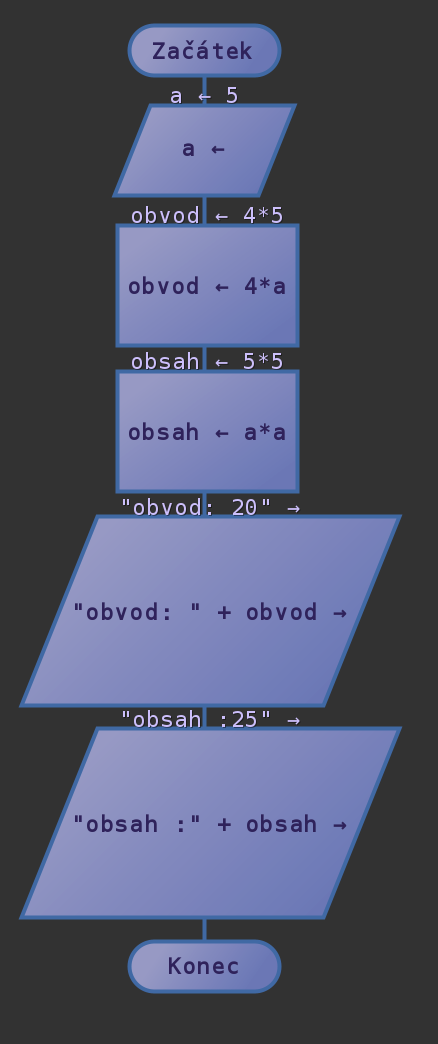 Začátek
a ← 5
a ←
obvod ← 4*5
obvod ← 4*a
obsah ← 5*5
obsah ← a*a
"obvod: 20" →
"obvod: " + obvod →
"obsah :25" →
"obsah :" + obsah →
Konec